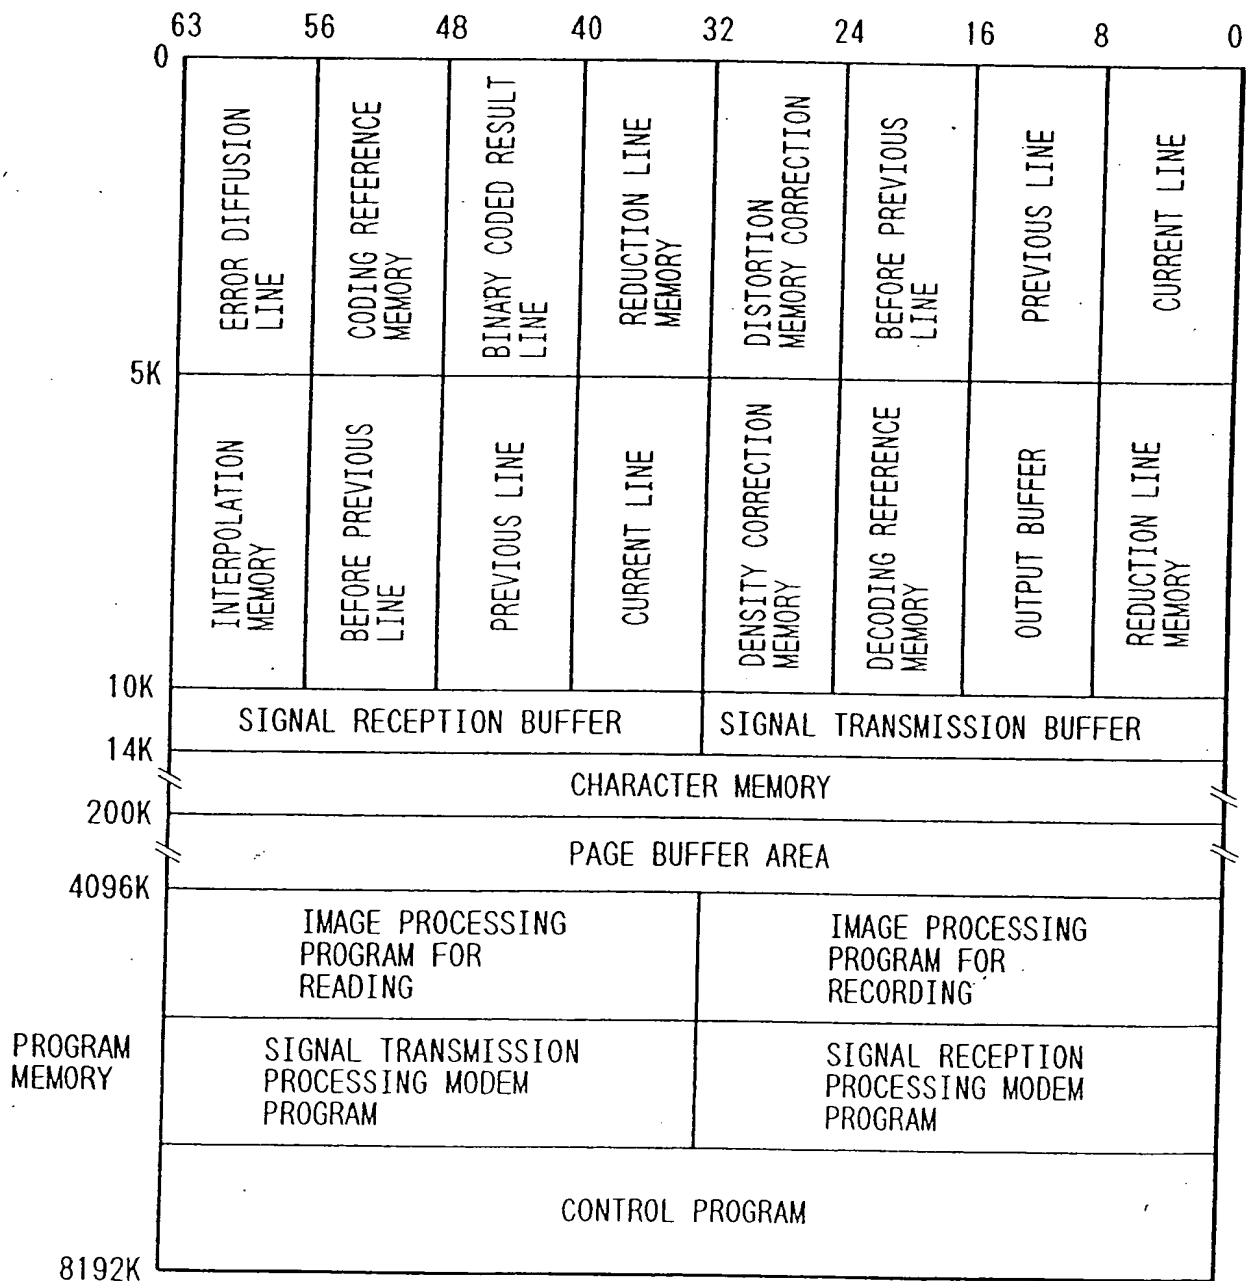 63 56 48 40 32 24 16 8 0
0
ERROR DIFFUSION
LINE
CODING REFERENCE
MEMORY
BINARY CODED RESULT
LINE
REDUCTION LINE
MEMORY
DISTORTION
MEMORY CORRECTION
BEFORE PREVIOUS
LINE
PREVIOUS LINE
CURRENT LINE
5K
INTERPOLATION
MEMORY
BEFORE PREVIOUS
LINE
PREVIOUS LINE
CURRENT LINE
DENSITY CORRECTION
MEMORY
DECODING REFERENCE
MEMORY
OUTPUT BUFFER
REDUCTION LINE
MEMORY
10K
SIGNAL RECEPTION BUFFER
SIGNAL TRANSMISSION BUFFER
14K
CHARACTER MEMORY
200K
PAGE BUFFER AREA
4096K
IMAGE PROCESSING
PROGRAM FOR
READING
IMAGE PROCESSING
PROGRAM FOR
RECORDING
PROGRAM
MEMORY
SIGNAL TRANSMISSION
PROCESSING MODEM
PROGRAM
SIGNAL RECEPTION
PROCESSING MODEM
PROGRAM
CONTROL PROGRAM
8192K